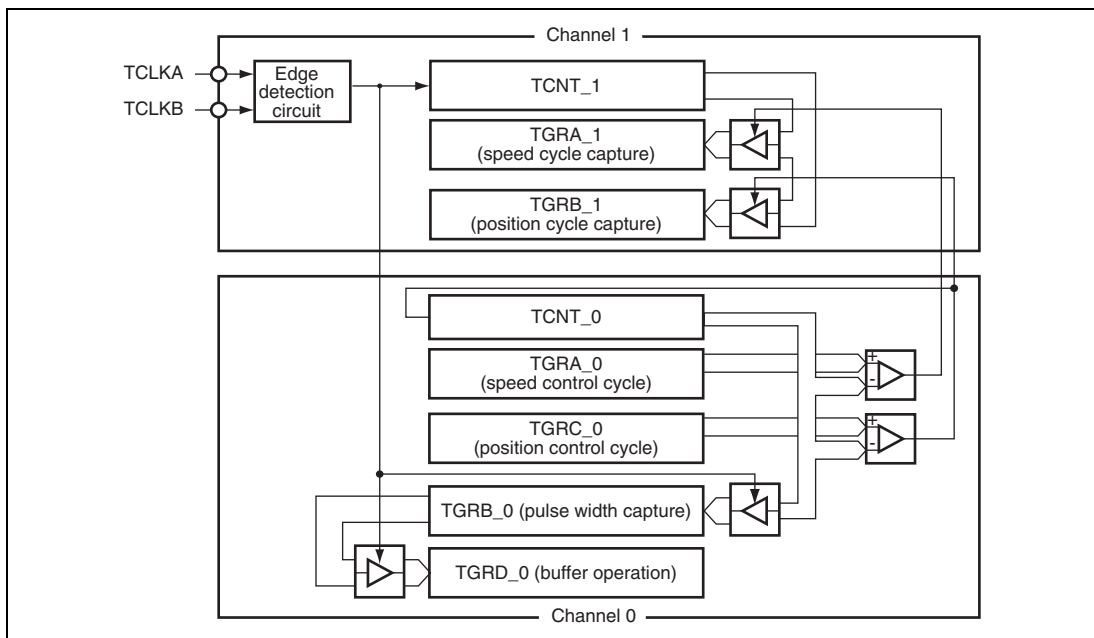 Channel 1
TCLKA
TCLKB
Edge
detection
circuit
TCNT_1
TGRA_1
(speed cycle capture)
TGRB_1
(position cycle capture)
TCNT_0
TGRA_0
(speed control cycle)
TGRC_0
(position control cycle)
+
-
+
-
TGRB_0 (pulse width capture)
TGRD_0 (buffer operation)
Channel 0